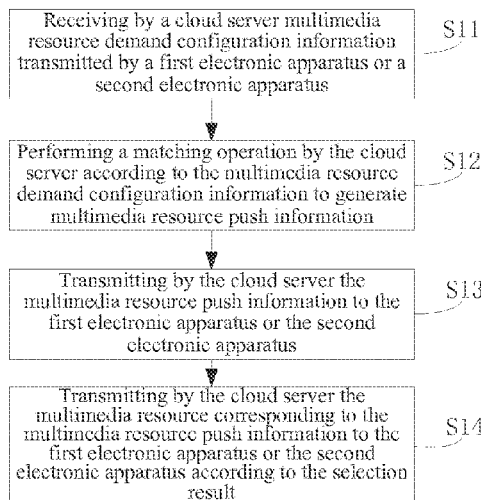 Receiving by a cloud server multimedia
resource demand configuration information
transmitted by a first electronic apparatus or a
second electronic apparatus
S11
Performing a matching operation by the cloud
server according to the multimedia resource
demand configuration information to generate
multimedia resource push information
S12
Transmitting by the cloud server the
multimedia resource push information to the
first electronic apparatus or the second
electronic apparatus
S13
Transmitting by the cloud server the
multimedia resource corresponding to the
multimedia resource push information to the
first electronic apparatus or the second
electronic apparatus according to the selection
result
S14